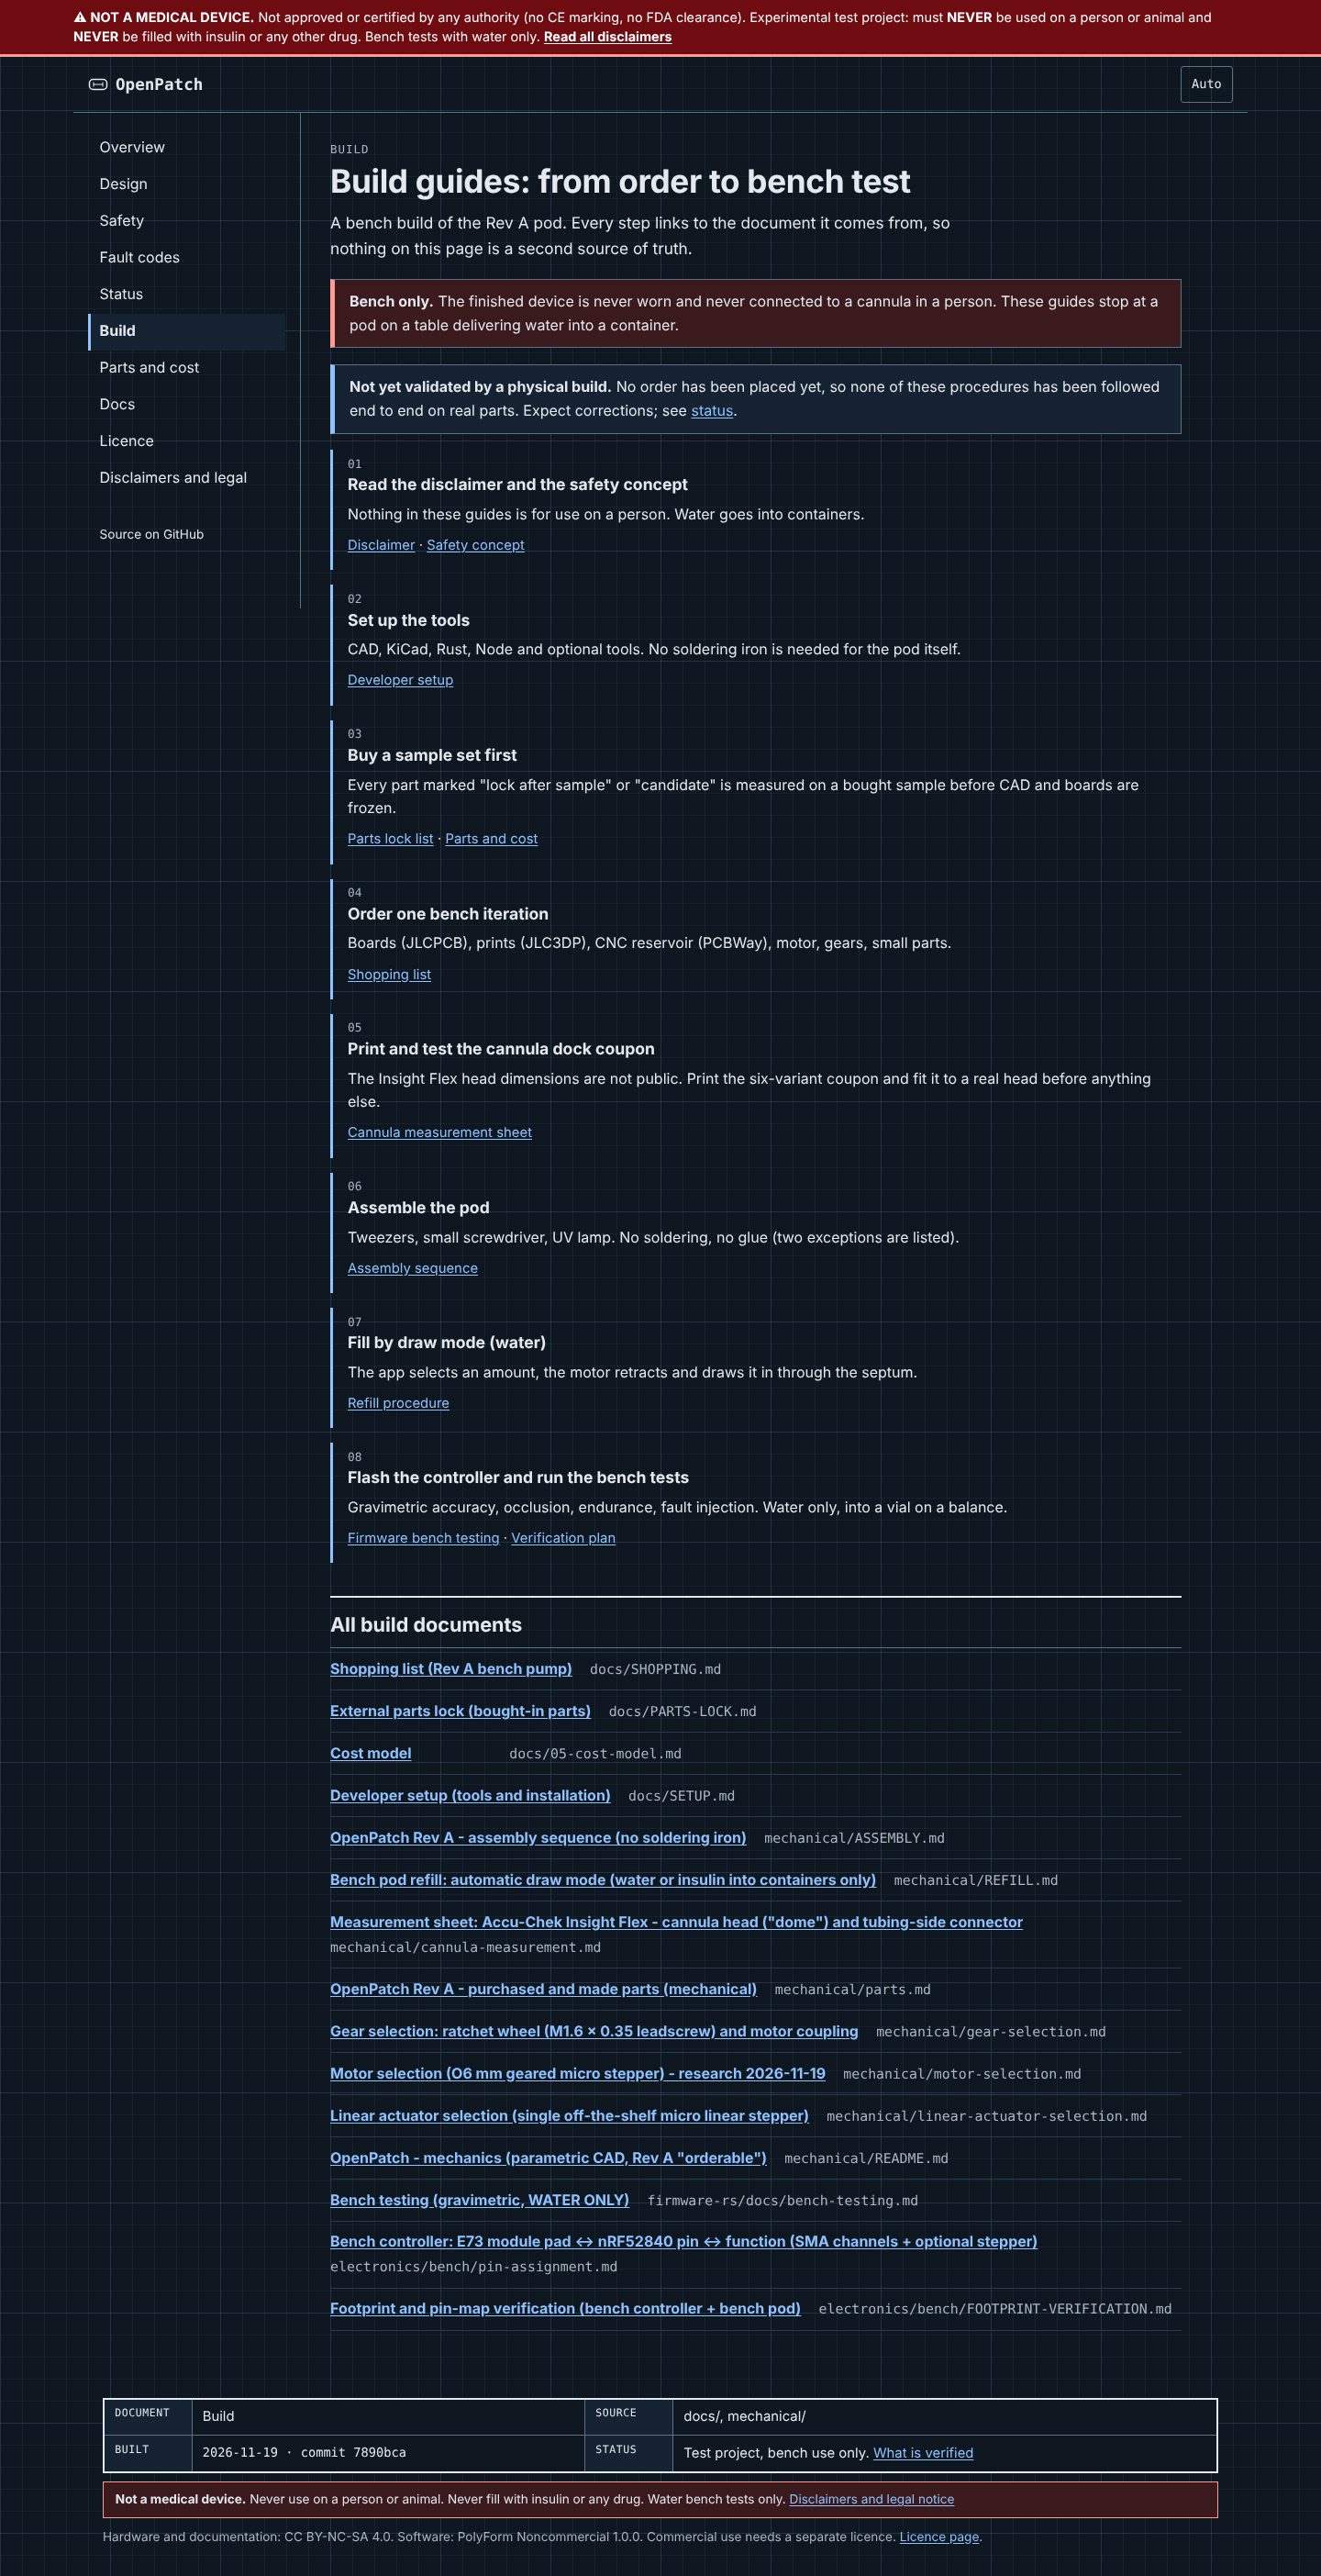 ⚠ NOT A MEDICAL DEVICE. Not approved or certified by any authority (no CE marking, no FDA clearance). Experimental test project: must NEVER be used on a person or animal and
NEVER be filled with insulin or any other drug. Bench tests with water only. Read all disclaimers
OpenPatch
Auto
Overview
Design
Safety
Fault codes
Status
Build
Parts and cost
Docs
Licence
Disclaimers and legal
Source on GitHub
BUILD
Build guides: from order to bench test
A bench build of the Rev A pod. Every step links to the document it comes from, so
nothing on this page is a second source of truth.
Bench only. The finished device is never worn and never connected to a cannula in a person. These guides stop at a
pod on a table delivering water into a container.
Not yet validated by a physical build. No order has been placed yet, so none of these procedures has been followed
end to end on real parts. Expect corrections; see status.
01
Read the disclaimer and the safety concept
Nothing in these guides is for use on a person. Water goes into containers.
Disclaimer · Safety concept
02
Set up the tools
CAD, KiCad, Rust, Node and optional tools. No soldering iron is needed for the pod itself.
Developer setup
03
Buy a sample set first
Every part marked "lock after sample" or "candidate" is measured on a bought sample before CAD and boards are
frozen.
Parts lock list · Parts and cost
04
Order one bench iteration
Boards (JLCPCB), prints (JLC3DP), CNC reservoir (PCBWay), motor, gears, small parts.
Shopping list
05
Print and test the cannula dock coupon
The Insight Flex head dimensions are not public. Print the six-variant coupon and fit it to a real head before anything
else.
Cannula measurement sheet
06
Assemble the pod
Tweezers, small screwdriver, UV lamp. No soldering, no glue (two exceptions are listed).
Assembly sequence
07
Fill by draw mode (water)
The app selects an amount, the motor retracts and draws it in through the septum.
Refill procedure
08
Flash the controller and run the bench tests
Gravimetric accuracy, occlusion, endurance, fault injection. Water only, into a vial on a balance.
Firmware bench testing · Verification plan
All build documents
Shopping list (Rev A bench pump) docs/SHOPPING.md
External parts lock (bought-in parts) docs/PARTS-LOCK.md
Cost model docs/05-cost-model.md
Developer setup (tools and installation) docs/SETUP.md
OpenPatch Rev A - assembly sequence (no soldering iron) mechanical/ASSEMBLY.md
Bench pod refill: automatic draw mode (water or insulin into containers only) mechanical/REFILL.md
Measurement sheet: Accu-Chek Insight Flex - cannula head ("dome") and tubing-side connector
mechanical/cannula-measurement.md
OpenPatch Rev A - purchased and made parts (mechanical) mechanical/parts.md
Gear selection: ratchet wheel (M1.6 × 0.35 leadscrew) and motor coupling mechanical/gear-selection.md
Motor selection (O6 mm geared micro stepper) - research 2026-11-19 mechanical/motor-selection.md
Linear actuator selection (single off-the-shelf micro linear stepper) mechanical/linear-actuator-selection.md
OpenPatch - mechanics (parametric CAD, Rev A "orderable") mechanical/README.md
Bench testing (gravimetric, WATER ONLY) firmware-rs/docs/bench-testing.md
Bench controller: E73 module pad ↔ nRF52840 pin ↔ function (SMA channels + optional stepper)
electronics/bench/pin-assignment.md
Footprint and pin-map verification (bench controller + bench pod) electronics/bench/FOOTPRINT-VERIFICATION.md
DOCUMENT Build SOURCE docs/, mechanical/
BUILT 2026-11-19 · commit 7890bca STATUS Test project, bench use only. What is verified
Not a medical device. Never use on a person or animal. Never fill with insulin or any drug. Water bench tests only. Disclaimers and legal notice
Hardware and documentation: CC BY-NC-SA 4.0. Software: PolyForm Noncommercial 1.0.0. Commercial use needs a separate licence. Licence page.